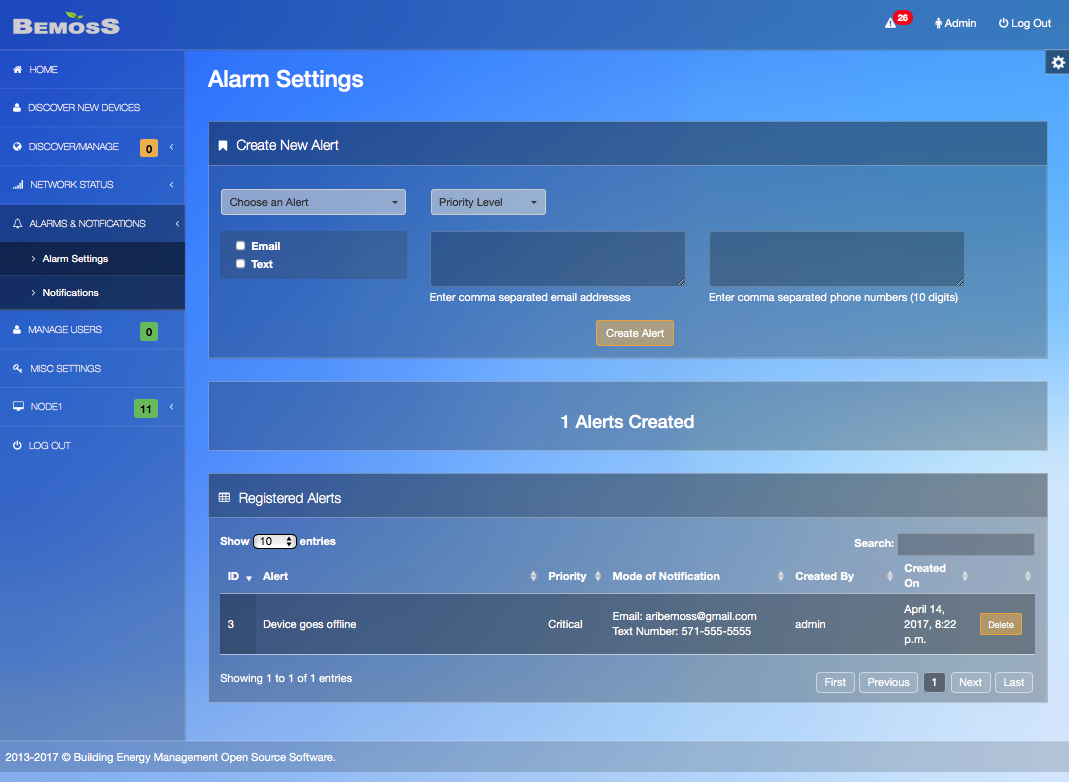 BEMOSS
26
Admin
Log Out
HOME
DISCOVER NEW DEVICES
DISCOVER/MANAGE 0
NETWORK STATUS
ALARMS & NOTIFICATIONS
Alarm Settings
Notifications
MANAGE USERS 0
MISC SETTINGS
NODE1 11
LOG OUT
Alarm Settings
Create New Alert
Choose an Alert
Priority Level
Email
Text
Enter comma separated email addresses
Enter comma separated phone numbers (10 digits)
Create Alert
1 Alerts Created
Registered Alerts
Show 10 entries
Search:
ID Alert Priority Mode of Notification Created By Created On
3 Device goes offline Critical Email: aribemoss@gmail.com
Text Number: 571-555-5555
admin
April 14,
2017, 8:22
p.m.
Delete
Showing 1 to 1 of 1 entries
First Previous 1 Next Last
2013-2017 © Building Energy Management Open Source Software.